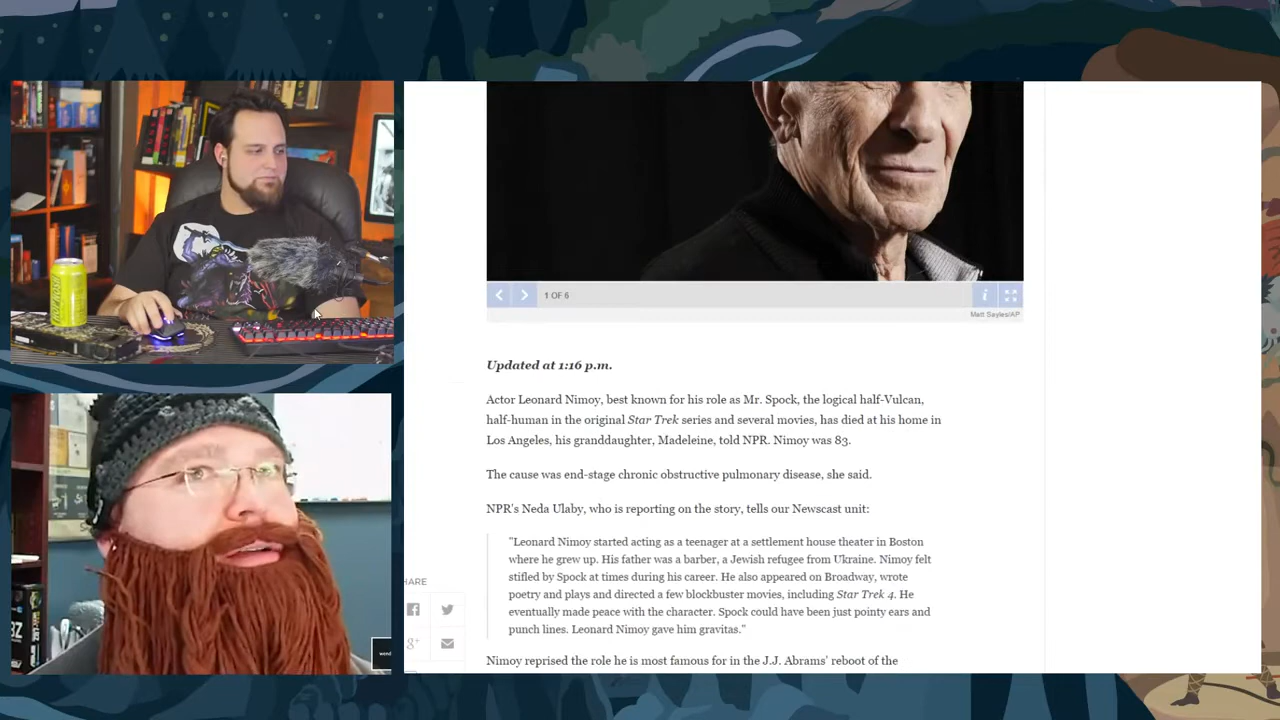 1 OF 6
i
Matt Sayles/AP
Updated at 1:16 p.m.
Actor Leonard Nimoy, best known for his role as Mr. Spock, the logical half-Vulcan,
half-human in the original Star Trek series and several movies, has died at his home in
Los Angeles, his granddaughter, Madeleine, told NPR. Nimoy was 83.
The cause was end-stage chronic obstructive pulmonary disease, she said.
NPR's Neda Ulaby, who is reporting on the story, tells our Newscast unit:
"Leonard Nimoy started acting as a teenager at a settlement house theater in Boston
where he grew up. His father was a barber, a Jewish refugee from Ukraine. Nimoy felt
stifled by Spock at times during his career. He also appeared on Broadway, wrote
poetry and plays and directed a few blockbuster movies, including Star Trek 4. He
eventually made peace with the character. Spock could have been just pointy ears and
punch lines. Leonard Nimoy gave him gravitas."
HARE
g+
Nimoy reprised the role he is most famous for in the J.J. Abrams' reboot of the